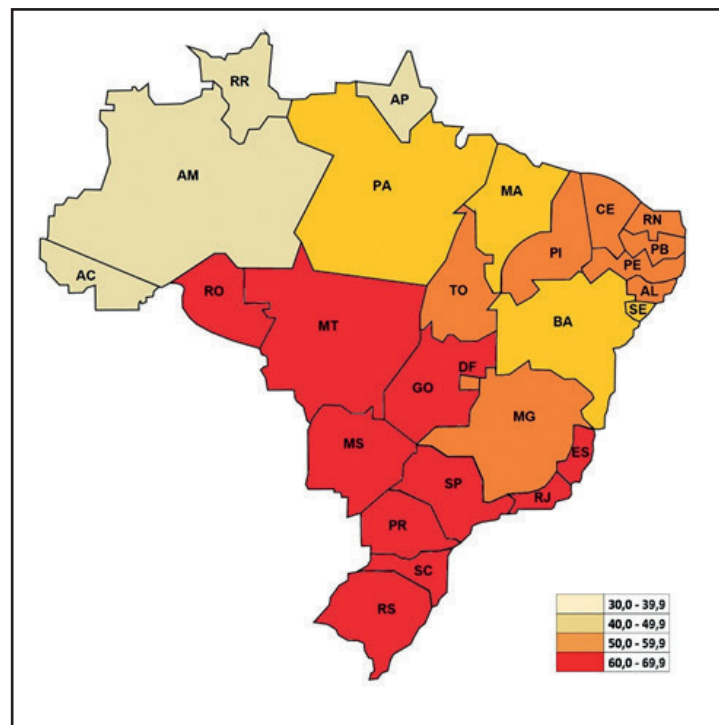 RR
AP
AM
PA
MA
CE
RN
PB
PE
PI
AL
SE
AC
RO
TO
BA
MT
DF
GO
MG
MS
ES
SP
RJ
PR
SC
RS
30,0 - 39,9
40,0 - 49,9
50,0 - 59,9
60,0 - 69,9